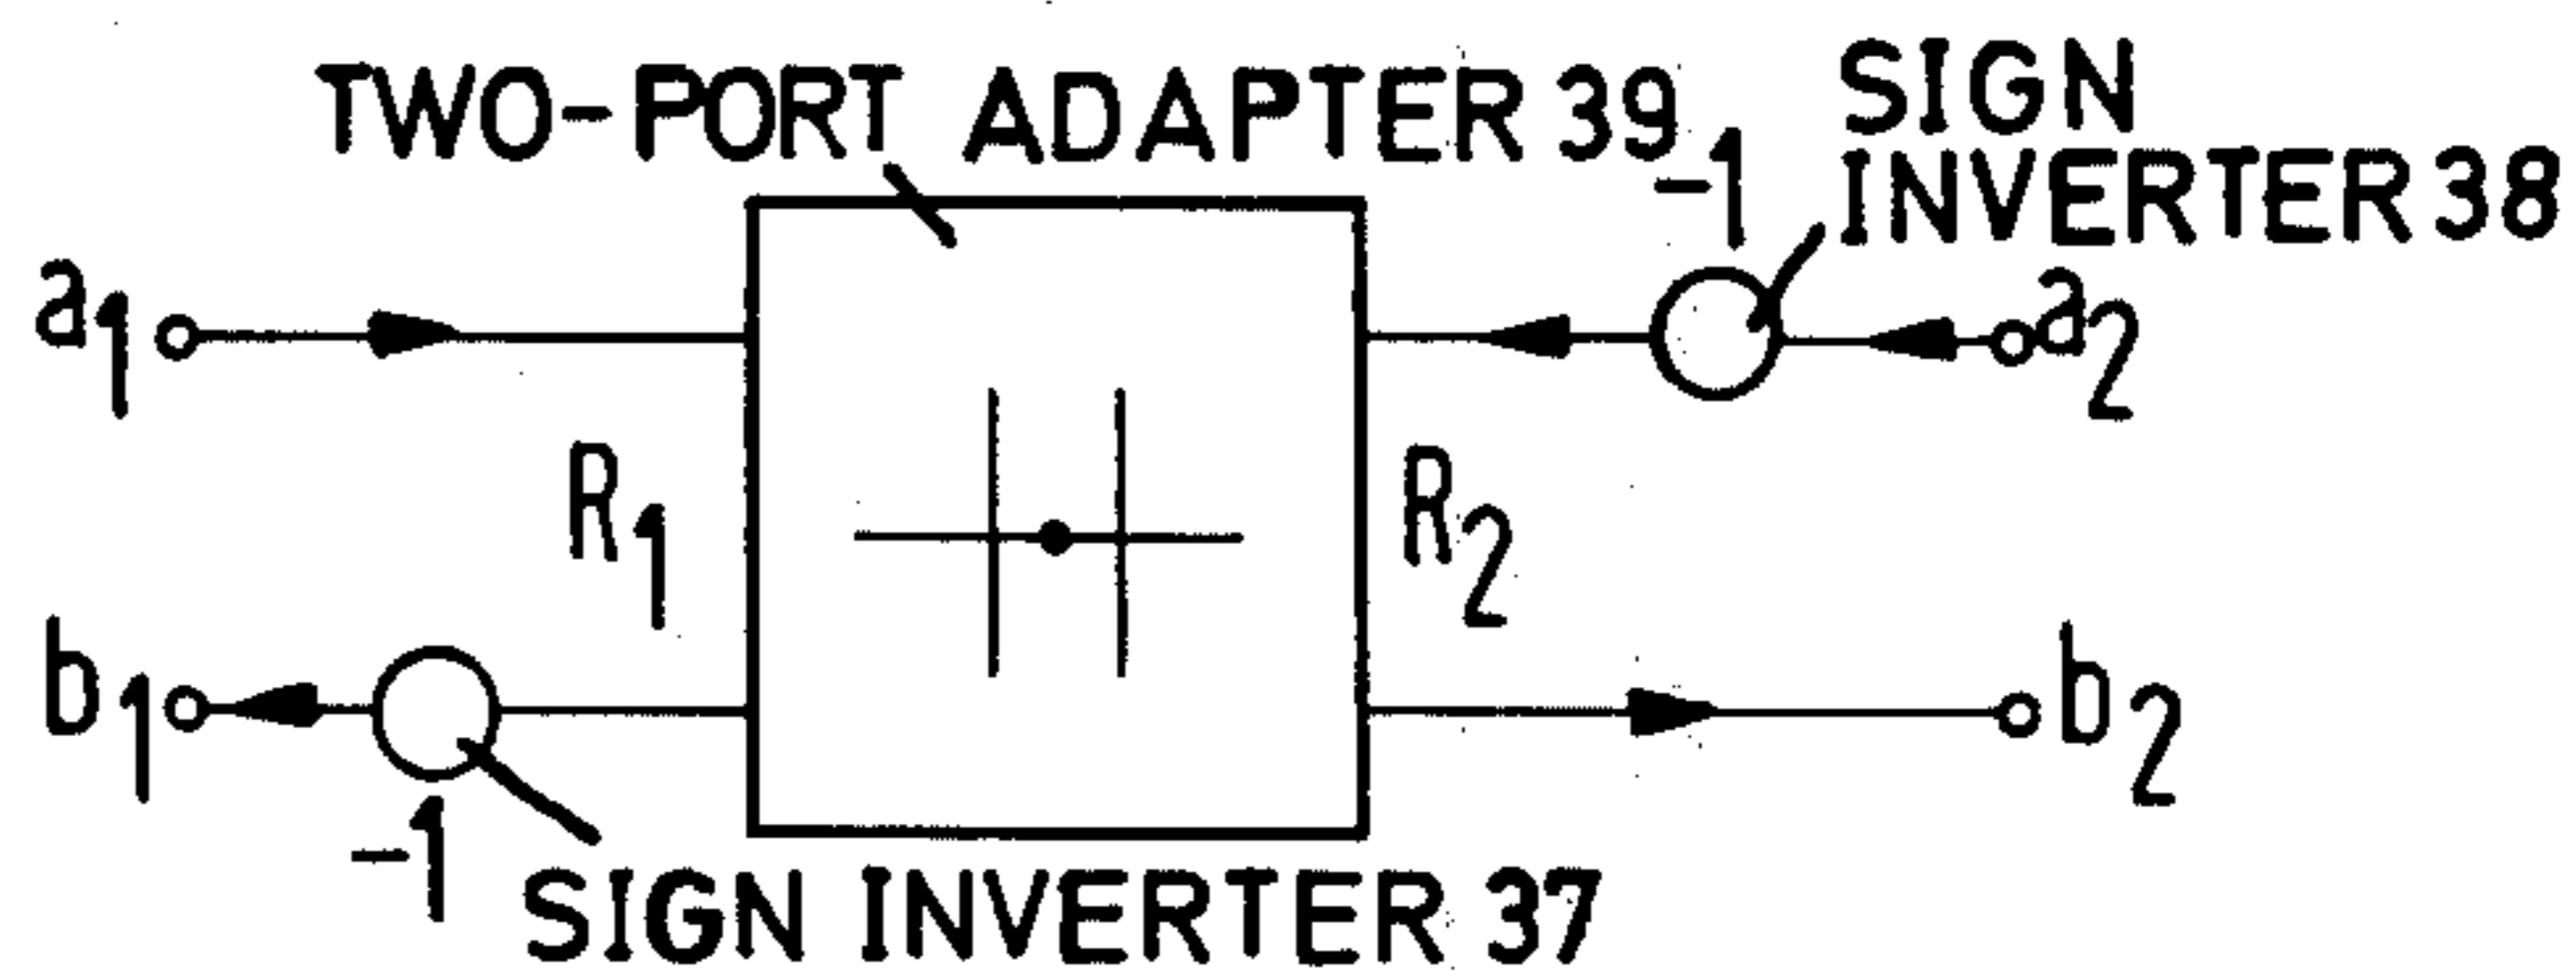 TWO-PORT ADAPTER 39
SIGN
INVERTER 38
-1
a1
a2
R1
R2
b1
b2
-1
SIGN INVERTER 37